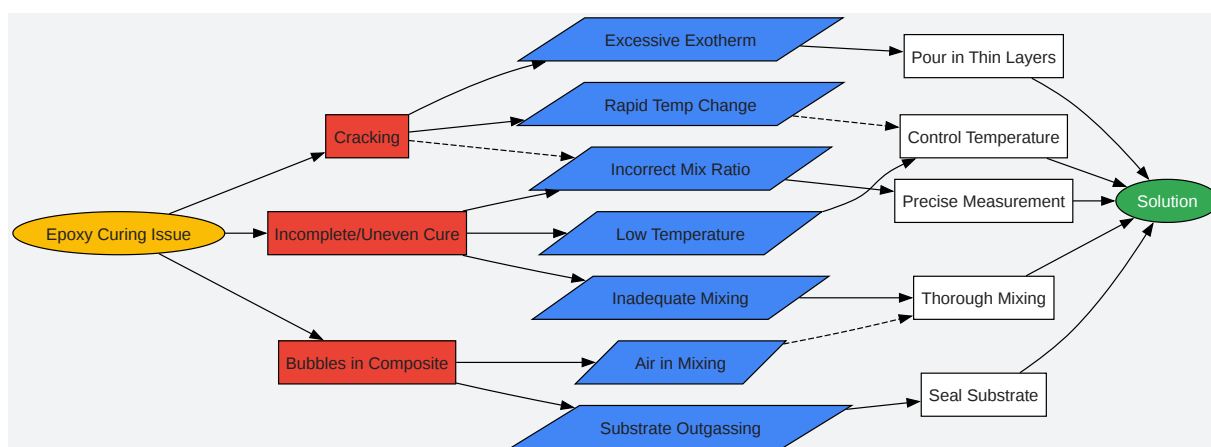 Epoxy Curing Issue
Cracking
Incomplete/Uneven Cure
Bubbles in Composite
Excessive Exotherm
Rapid Temp Change
Incorrect Mix Ratio
Low Temperature
Inadequate Mixing
Air in Mixing
Substrate Outgassing
Pour in Thin Layers
Control Temperature
Precise Measurement
Thorough Mixing
Seal Substrate
Solution